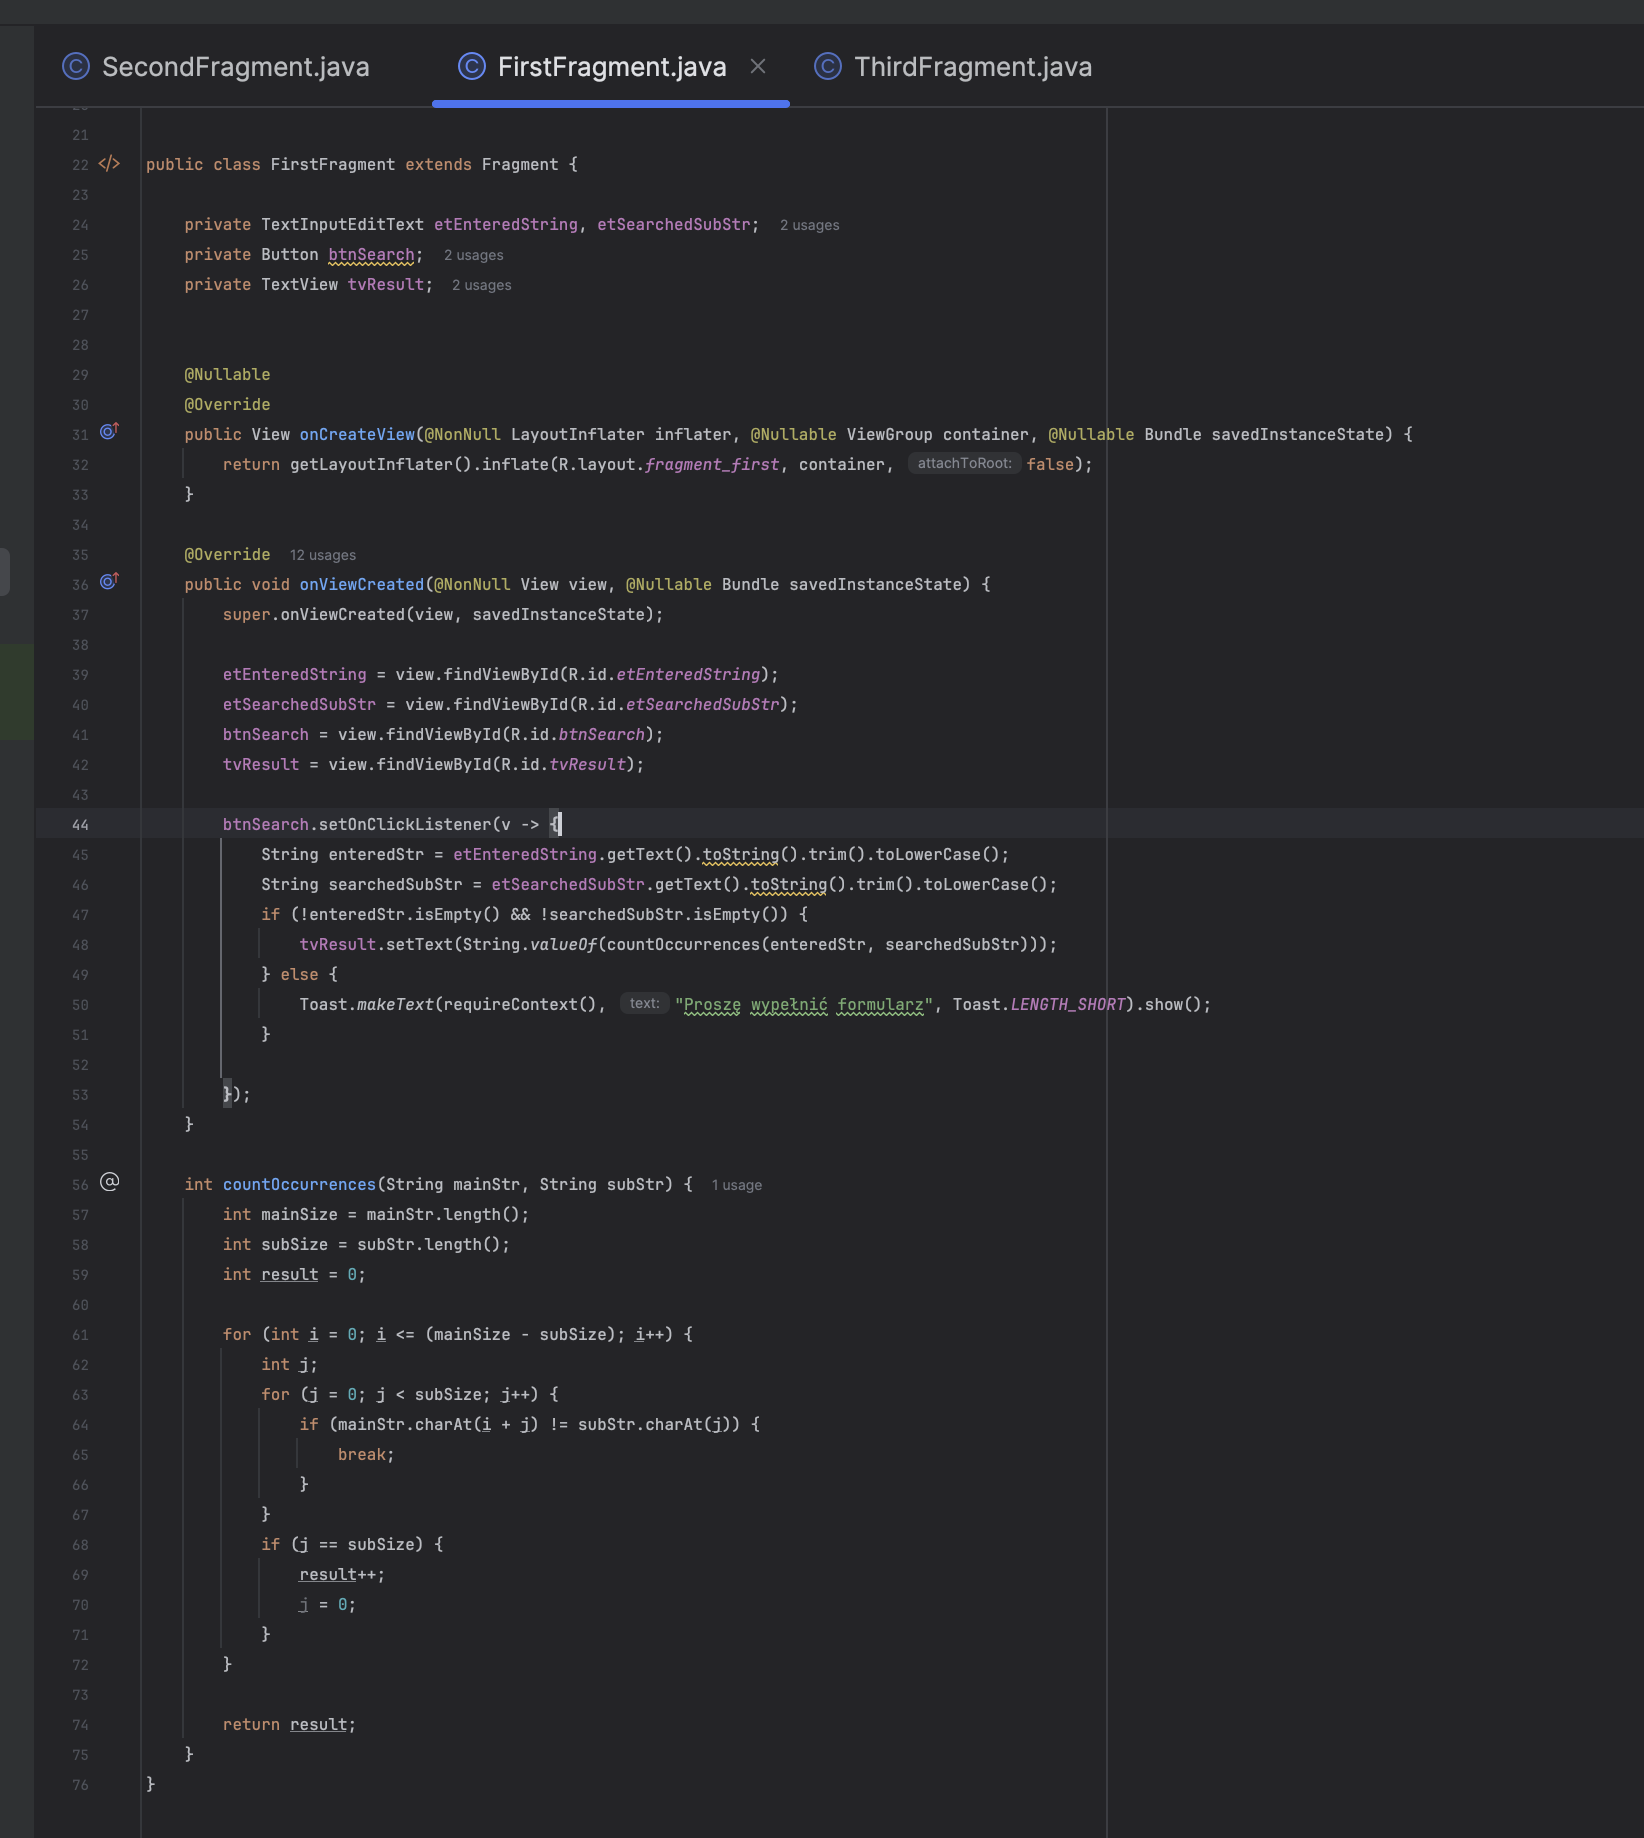 SecondFragment.java FirstFragment.java ThirdFragment.java
21
22 </> public class FirstFragment extends Fragment {
23
24 private TextInputEditText etEnteredString, etSearchedSubStr; 2 usages
25 private Button btnSearch; 2 usages
26 private TextView tvResult; 2 usages
27
28
29 @Nullable
30 @Override
31 public View onCreateView(@NonNull LayoutInflater inflater, @Nullable ViewGroup container, @Nullable Bundle savedInstanceState) {
32 return getLayoutInflater().inflate(R.layout.fragment_first, container, attachToRoot: false);
33 }
34
35 @Override 12 usages
36 public void onViewCreated(@NonNull View view, @Nullable Bundle savedInstanceState) {
37 super.onViewCreated(view, savedInstanceState);
38
39 etEnteredString = view.findViewById(R.id.etEnteredString);
40 etSearchedSubStr = view.findViewById(R.id.etSearchedSubStr);
41 btnSearch = view.findViewById(R.id.btnSearch);
42 tvResult = view.findViewById(R.id.tvResult);
43
44 btnSearch.setOnClickListener(v -> {
45 String enteredStr = etEnteredString.getText().toString().trim().toLowerCase();
46 String searchedSubStr = etSearchedSubStr.getText().toString().trim().toLowerCase();
47 if (!enteredStr.isEmpty() && !searchedSubStr.isEmpty()) {
48 tvResult.setText(String.valueOf(countOccurrences(enteredStr, searchedSubStr)));
49 } else {
50 Toast.makeText(requireContext(), text: "Proszę wypełnić formularz", Toast.LENGTH_SHORT).show();
51 }
52
53 });
54 }
55
56 @ int countOccurrences(String mainStr, String subStr) { 1 usage
57 int mainSize = mainStr.length();
58 int subSize = subStr.length();
59 int result = 0;
60
61 for (int i = 0; i <= (mainSize - subSize); i++) {
62 int j;
63 for (j = 0; j < subSize; j++) {
64 if (mainStr.charAt(i + j) != subStr.charAt(j)) {
65 break;
66 }
67 }
68 if (j == subSize) {
69 result++;
70 j = 0;
71 }
72 }
73
74 return result;
75 }
76 }